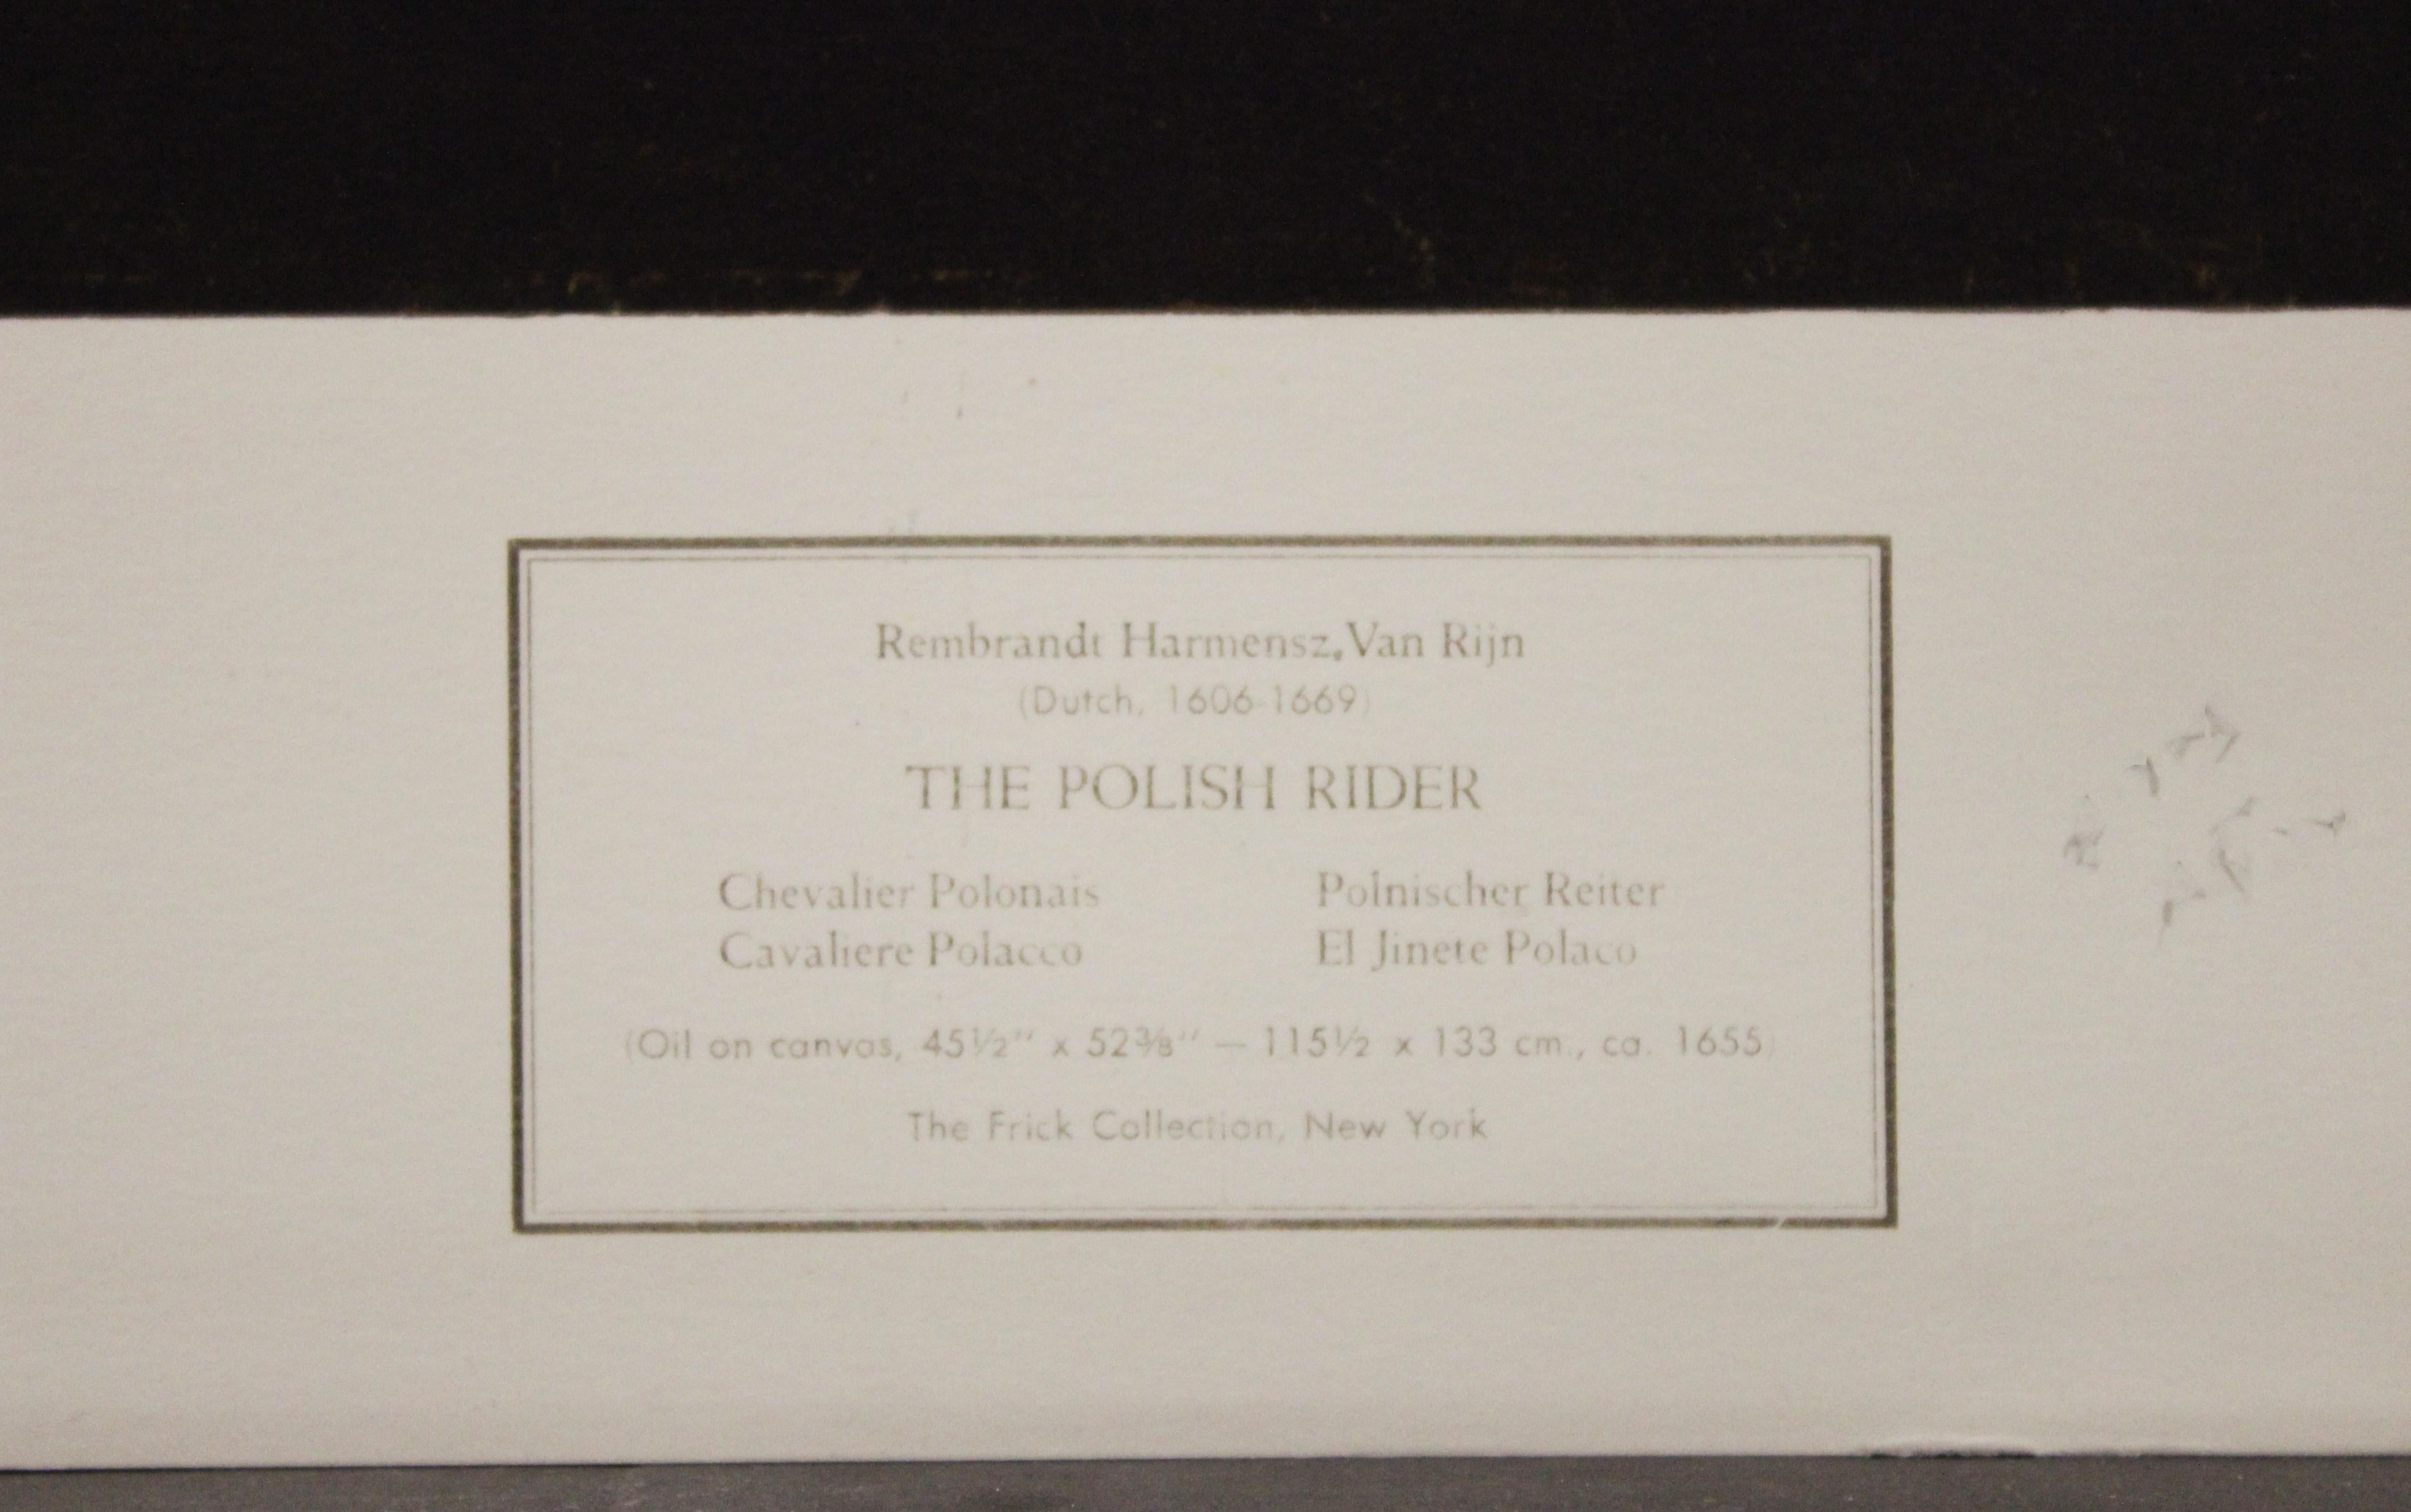 Rembrandt Harmensz. Van Rijn
(Dutch, 1606-1669)
THE POLISH RIDER
Chevalier Polonais Polnischer Reiter
Cavaliere Polacco El Jinete Polaco
(Oil on canvas, 45½" x 52⅜" — 115½ x 133 cm., ca. 1655)
The Frick Collection, New York